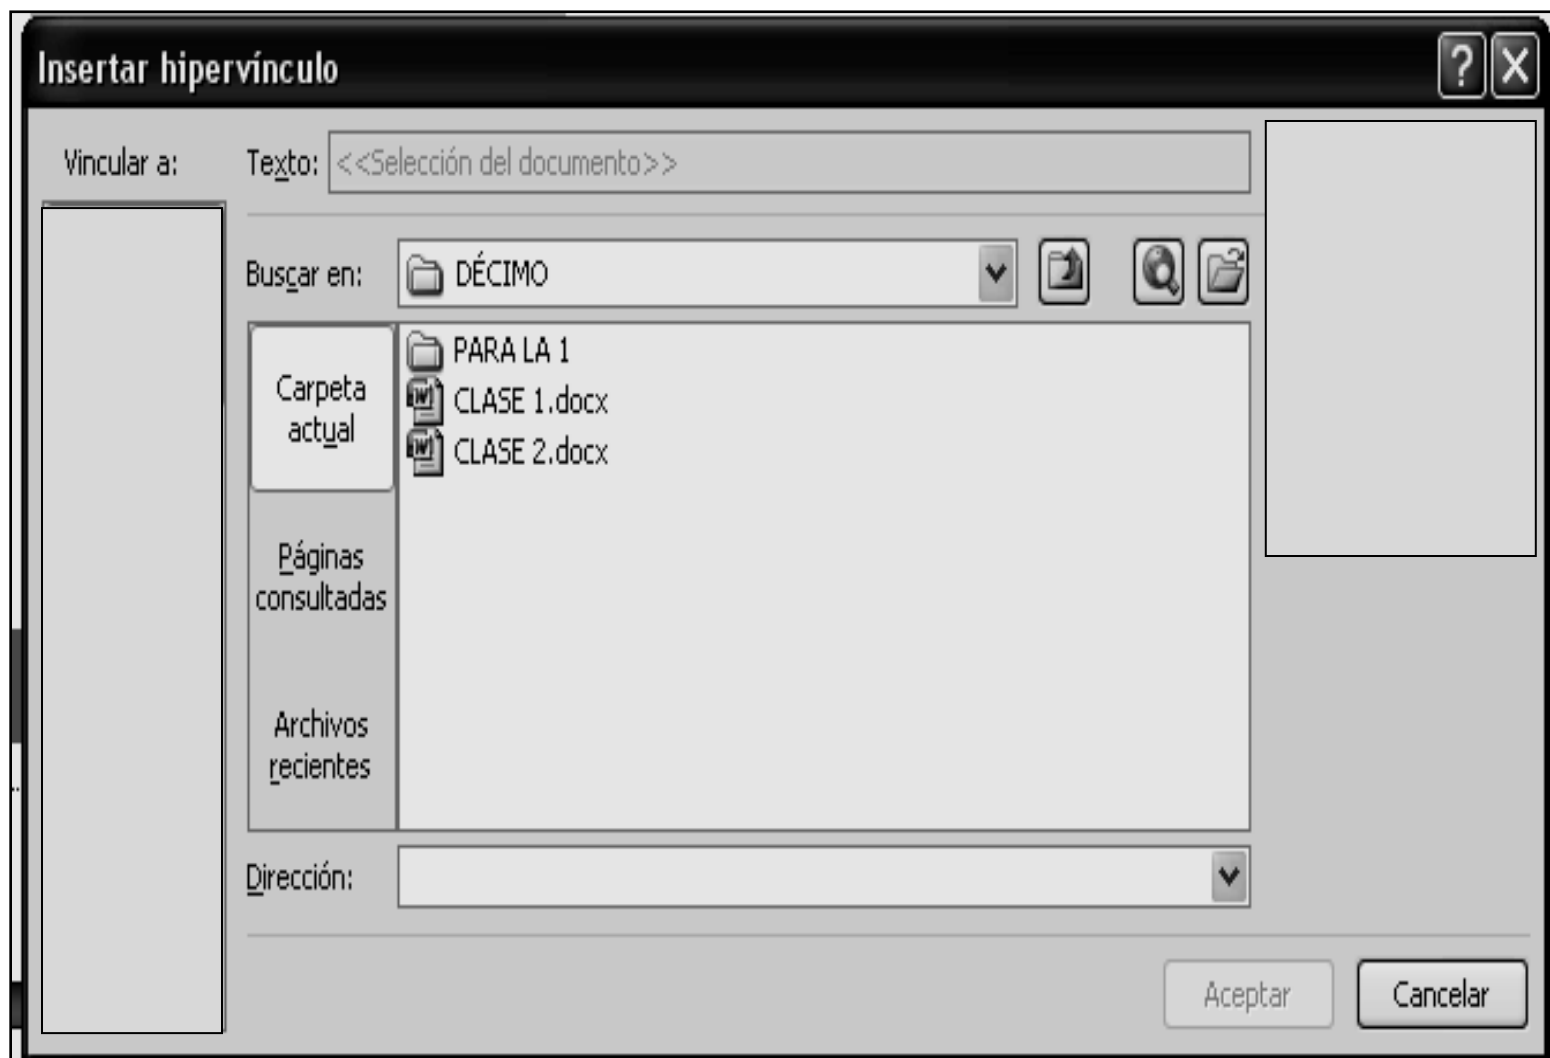 Insertar hipervínculo
Vincular a:
Texto: <<Selección del documento>>
Buscar en: DÉCIMO
PARA LA 1
CLASE 1.docx
CLASE 2.docx
Carpeta
actual
Páginas
consultadas
Archivos
recientes
Dirección:
Aceptar
Cancelar